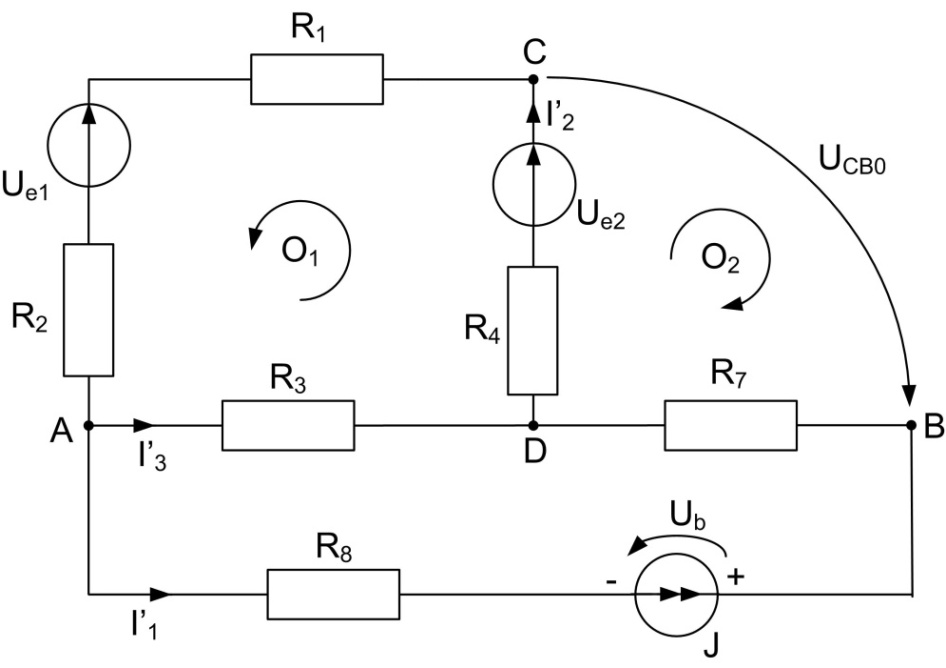 R1
C
I'2
UCB0
Ue1
Ue2
O1
O2
R2
R4
R3
R7
A
I'3
D
B
Ub
R8
- +
I'1
J